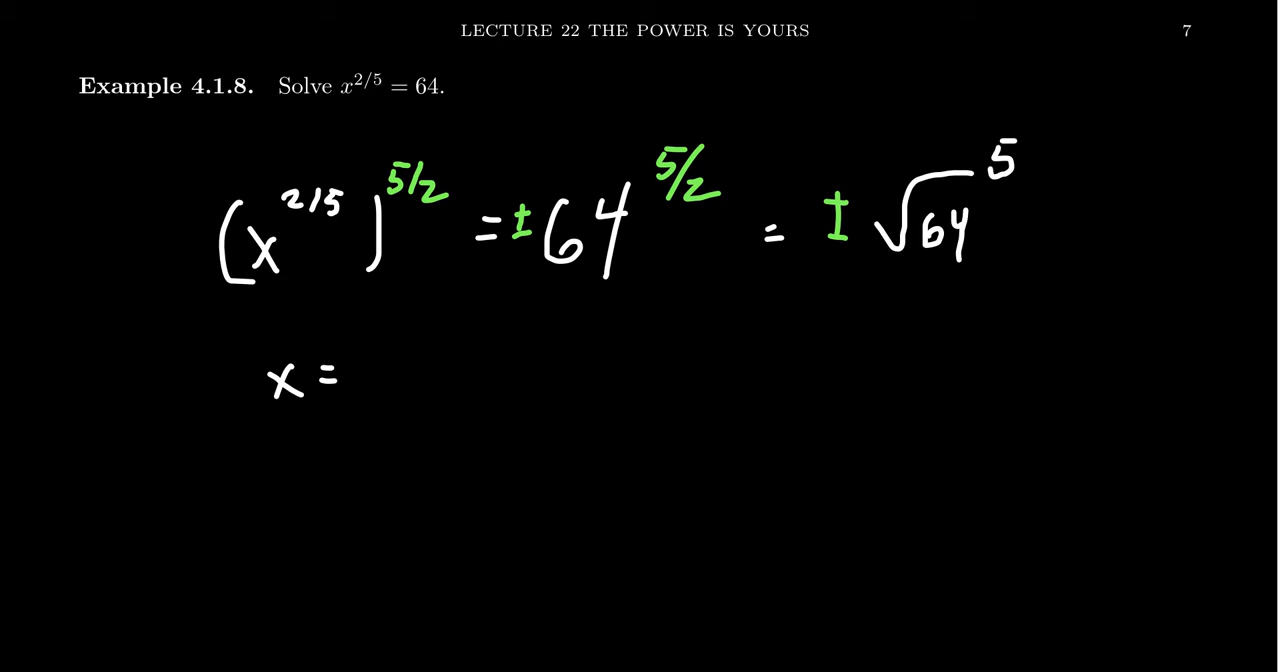 LECTURE 22 THE POWER IS YOURS 7
Example 4.1.8. Solve x^{2/5} = 64.
(x^{2/5})^{5/2} = ±64^{5/2} = ±√64^5
x =